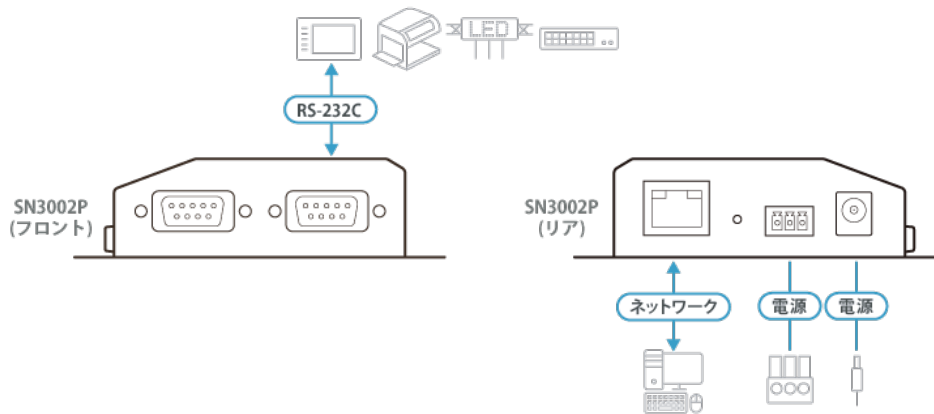 LED
RS-232C
SN3002P
(フロント)
SN3002P
(リア)
ネットワーク
電源
電源